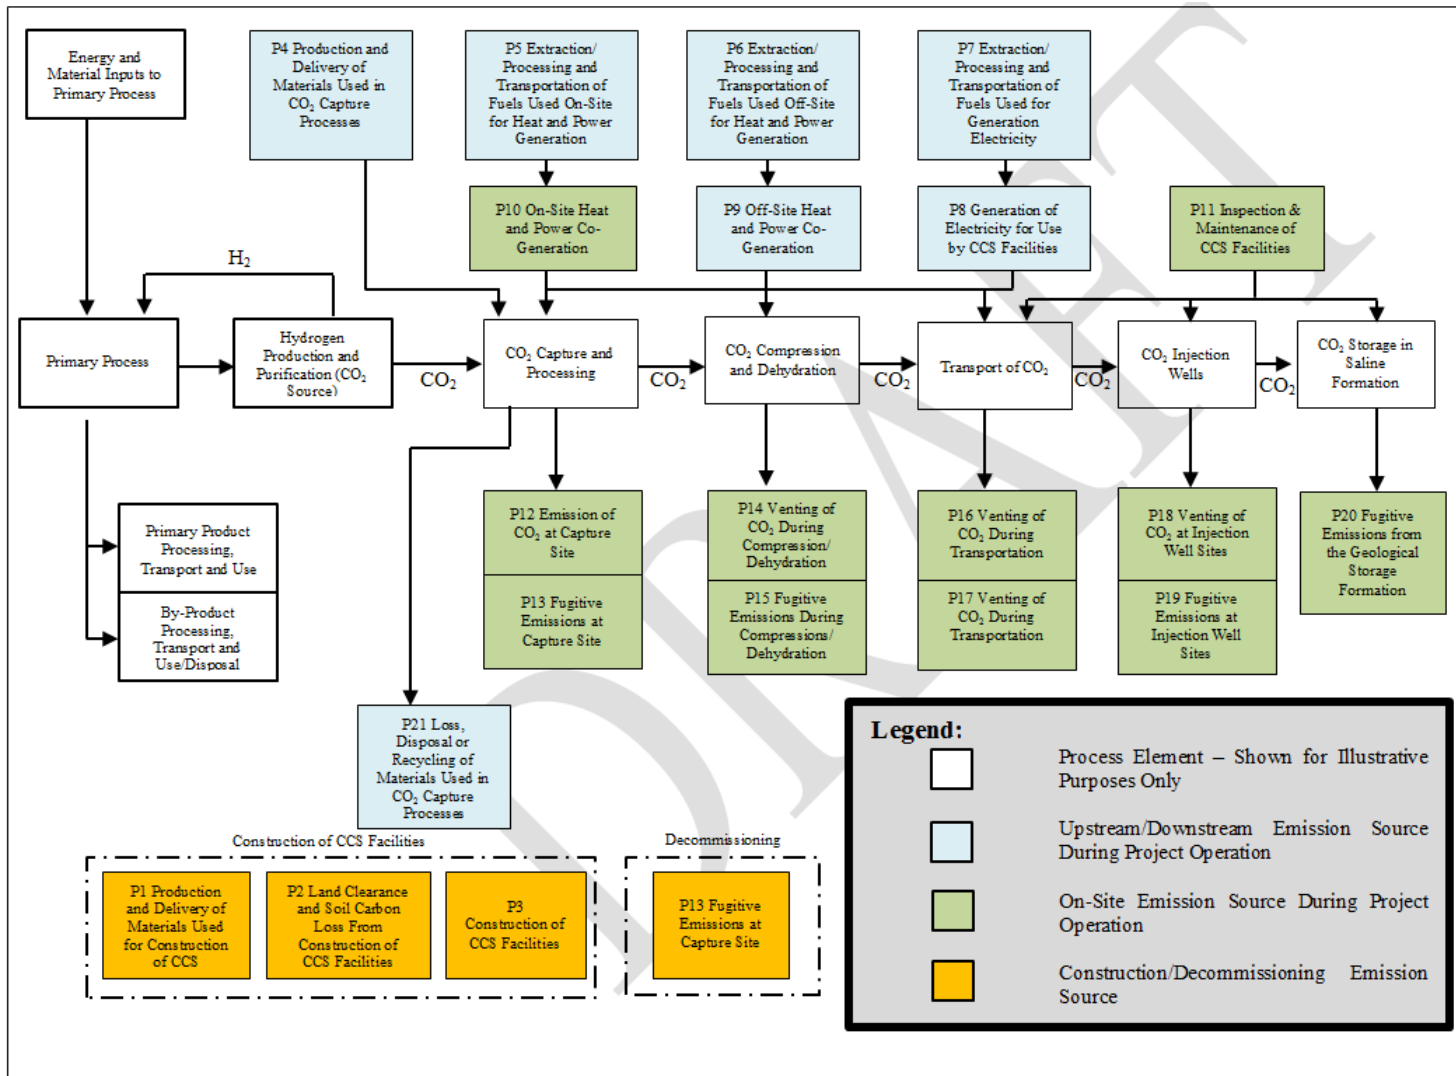 Energy and
Material Inputs to
Primary Process
P4 Production and
Delivery of
Materials Used in
CO₂ Capture
Processes
P5 Extraction/
Processing and
Transportation of
Fuels Used On-Site
for Heat and Power
Generation
P6 Extraction/
Processing and
Transportation of
Fuels Used Off-Site
for Heat and Power
Generation
P7 Extraction/
Processing and
Transportation of
Fuels Used for
Generation
Electricity
P10 On-Site Heat
and Power Co-
Generation
P9 Off-Site Heat
and Power Co-
Generation
P8 Generation of
Electricity for Use
by CCS Facilities
P11 Inspection &
Maintenance of
CCS Facilities
H₂
Primary Process
Hydrogen
Production and
Purification (CO₂
Source)
CO₂
CO₂ Capture and
Processing
CO₂
CO₂ Compression
and Dehydration
CO₂
Transport of CO₂
CO₂
CO₂ Injection
Wells
CO₂
CO₂ Storage in
Saline
Formation
Primary Product
Processing,
Transport and Use
By-Product
Processing,
Transport and
Use/Disposal
P12 Emission of
CO₂ at Capture
Site
P13 Fugitive
Emissions at
Capture Site
P14 Venting of
CO₂ During
Compression/
Dehydration
P15 Fugitive
Emissions During
Compressions/
Dehydration
P16 Venting of
CO₂ During
Transportation
P17 Venting of
CO₂ During
Transportation
P18 Venting of
CO₂ at Injection
Well Sites
P19 Fugitive
Emissions at
Injection Well
Sites
P20 Fugitive
Emissions from
the Geological
Storage
Formation
P21 Loss,
Disposal or
Recycling of
Materials Used in
CO₂ Capture
Processes
Construction of CCS Facilities
P1 Production
and Delivery of
Materials Used
for Construction
of CCS
P2 Land Clearance
and Soil Carbon
Loss From
Construction of
CCS Facilities
P3
Construction of
CCS Facilities
Decommissioning
P13 Fugitive
Emissions at
Capture Site
Legend:
Process Element – Shown for Illustrative
Purposes Only
Upstream/Downstream Emission Source
During Project Operation
On-Site Emission Source During Project
Operation
Construction/Decommissioning Emission
Source
DRAFT